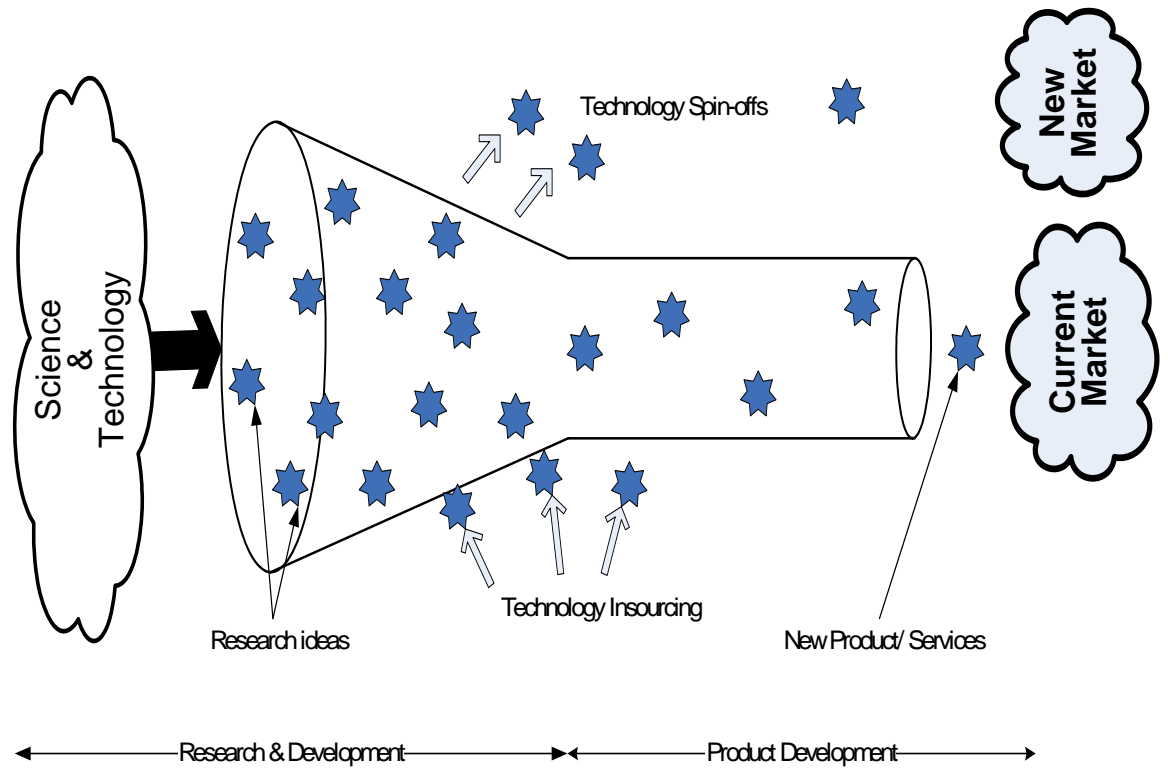 Science
&
Technology
Technology Spin-offs
New
Market
Current
Market
Technology Insourcing
Research ideas
New Product/ Services
Research & Development
Product Development